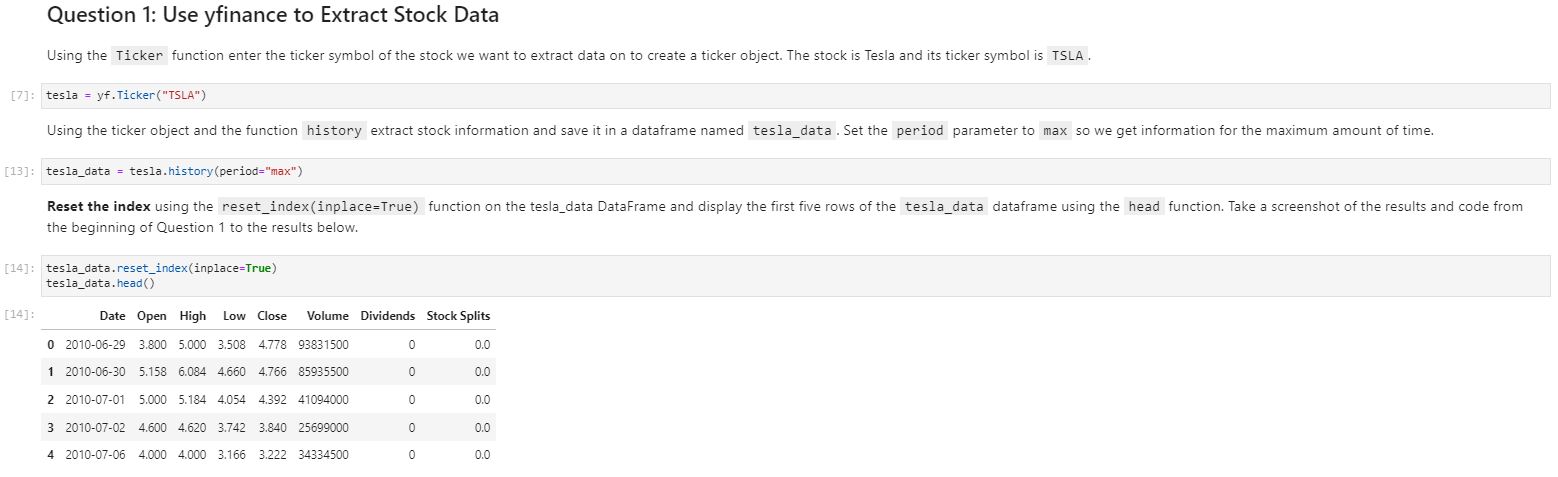 Question 1: Use yfinance to Extract Stock Data
Using the Ticker function enter the ticker symbol of the stock we want to extract data on to create a ticker object. The stock is Tesla and its ticker symbol is TSLA .
[7]: tesla = yf.Ticker("TSLA")
Using the ticker object and the function history extract stock information and save it in a dataframe named tesla_data . Set the period parameter to max so we get information for the maximum amount of time.
[13]: tesla_data = tesla.history(period="max")
Reset the index using the reset_index(inplace=True) function on the tesla_data DataFrame and display the first five rows of the tesla_data dataframe using the head function. Take a screenshot of the results and code from
the beginning of Question 1 to the results below.
[14]: tesla_data.reset_index(inplace=True)
tesla_data.head()
[14]: Date Open High Low Close Volume Dividends Stock Splits
0 2010-06-29 3.800 5.000 3.508 4.778 93831500 0 0.0
1 2010-06-30 5.158 6.084 4.660 4.766 85935500 0 0.0
2 2010-07-01 5.000 5.184 4.054 4.392 41094000 0 0.0
3 2010-07-02 4.600 4.620 3.742 3.840 25699000 0 0.0
4 2010-07-06 4.000 4.000 3.166 3.222 34334500 0 0.0